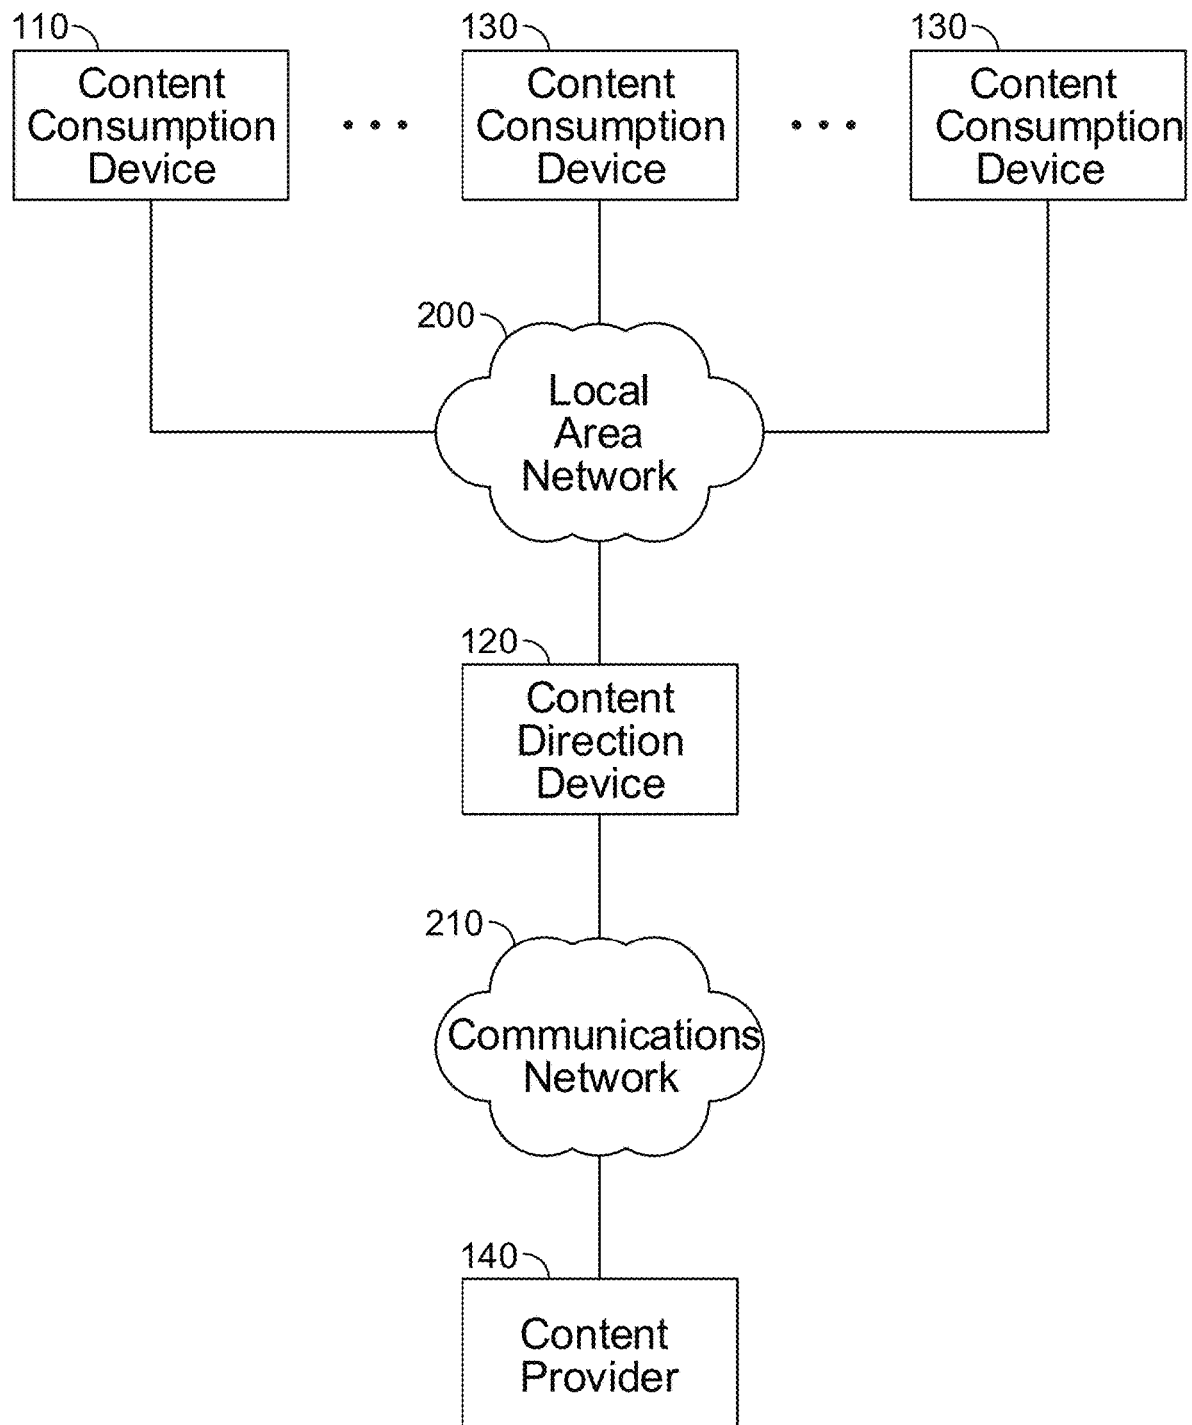 110
130
130
Content
Consumption
Device
• • •
Content
Consumption
Device
• • •
Content
Consumption
Device
200
Local
Area
Network
120
Content
Direction
Device
210
Communications
Network
140
Content
Provider